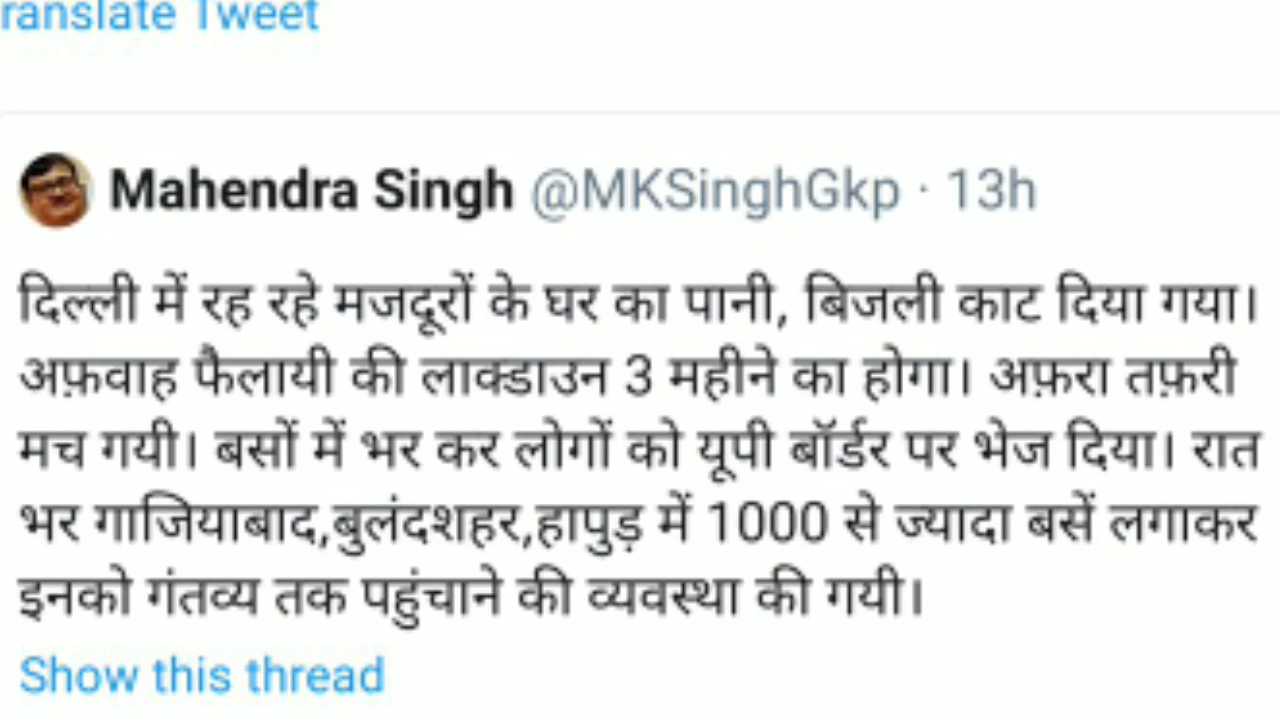 ranslate Tweet
Mahendra Singh @MKSinghGkp · 13h
दिल्ली में रह रहे मजदूरों के घर का पानी, बिजली काट दिया गया।
अफ़वाह फैलायी की लाक्डाउन 3 महीने का होगा। अफ़रा तफ़री
मच गयी। बसों में भर कर लोगों को यूपी बॉर्डर पर भेज दिया। रात
भर गाजियाबाद,बुलंदशहर,हापुड़ में 1000 से ज्यादा बसें लगाकर
इनको गंतव्य तक पहुंचाने की व्यवस्था की गयी।
Show this thread